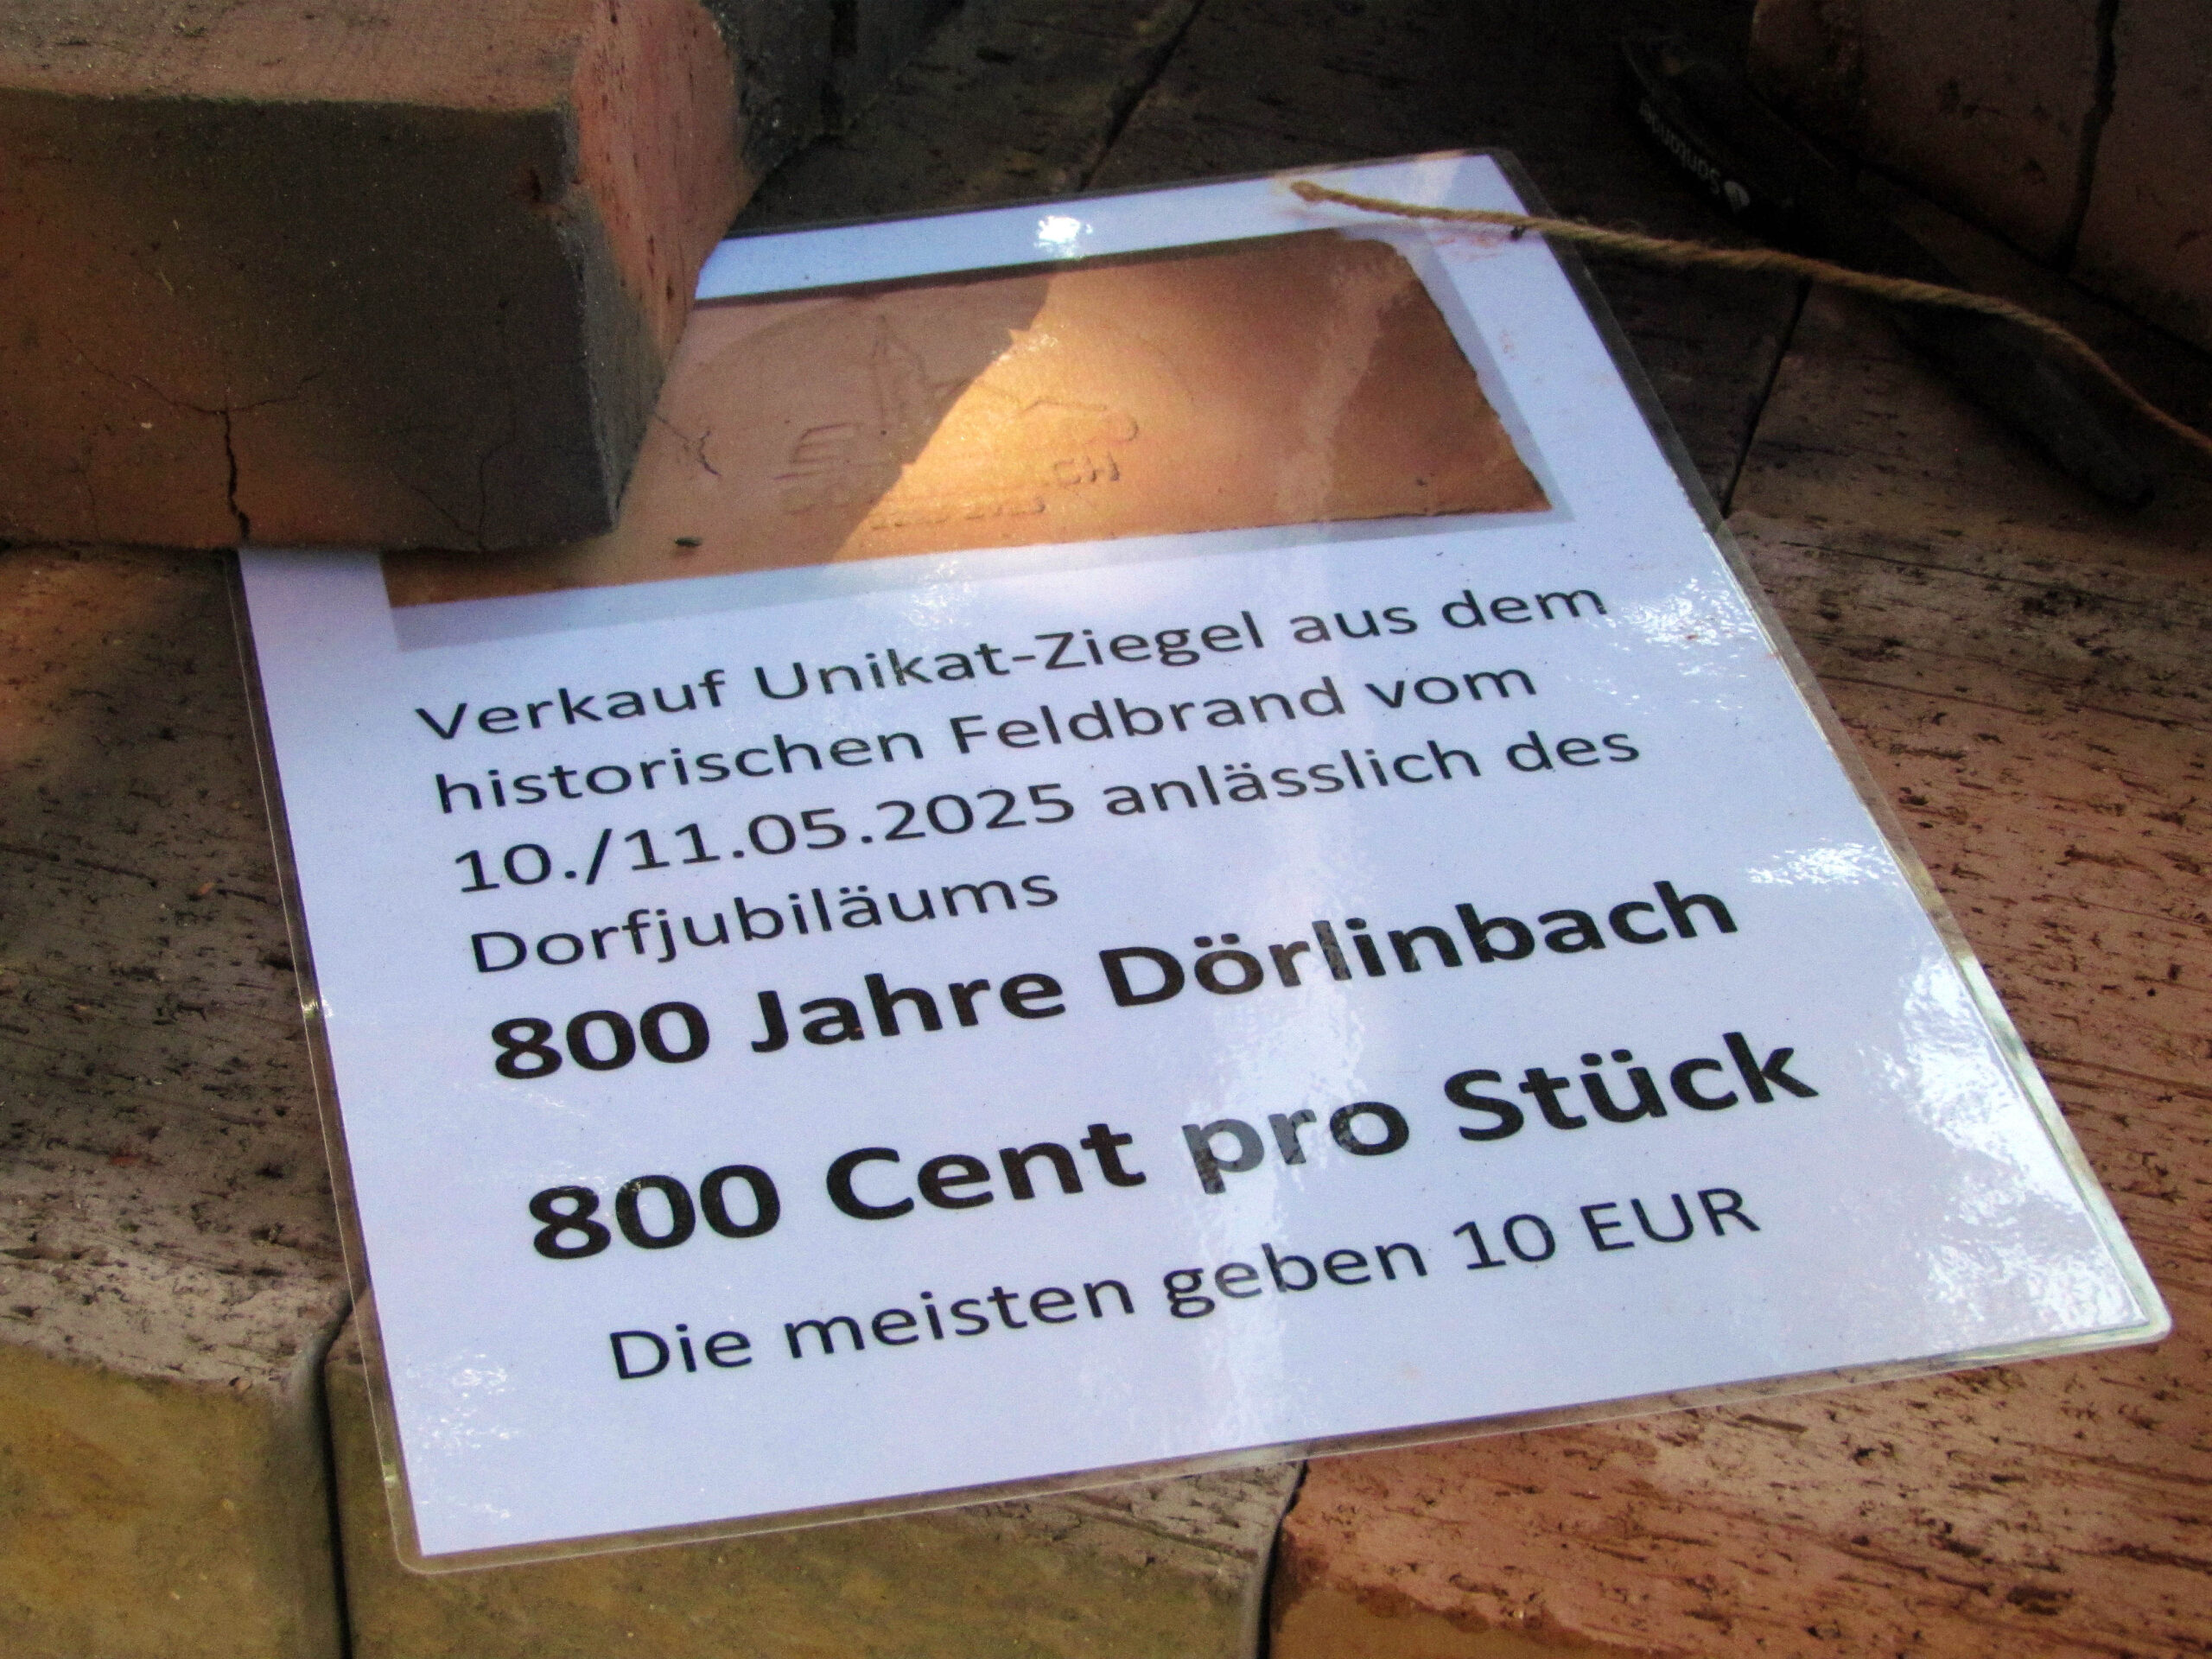 Santande
Verkauf Unikat-Ziegel aus dem
historischen Feldbrand vom
10./11.05.2025 anlässlich des
Dorfjubiläums
800 Jahre Dörlinbach
800 Cent pro Stück
Die meisten geben 10 EUR